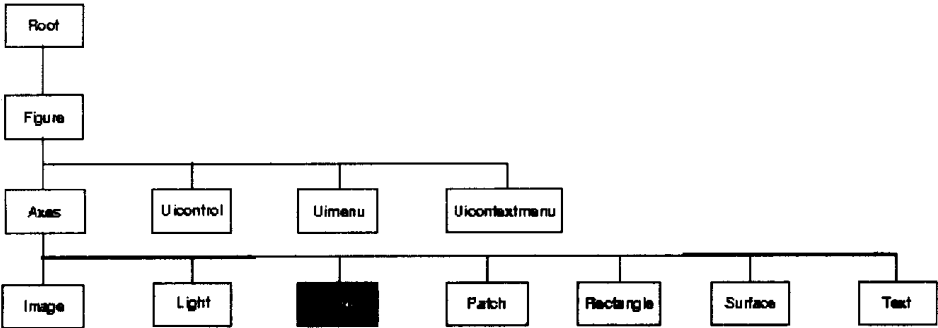 Root
Figure
Axes
Uicontrol
Uimenu
Uicontextmenu
Image
Light
Patch
Rectangle
Surface
Text